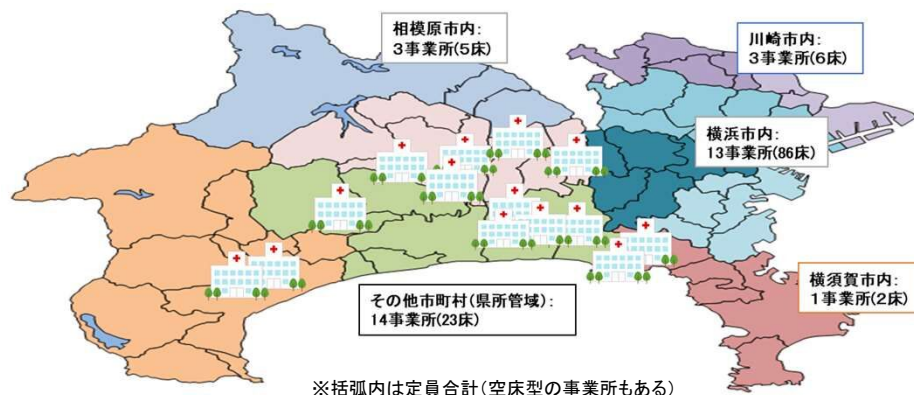 相模原市内：
3事業所(5床)
川崎市内：
3事業所(6床)
横浜市内：
13事業所(86床)
横須賀市内：
1事業所(2床)
その他市町村(県所管域)：
14事業所(23床)
※括弧内は定員合計(空床型の事業所もある)